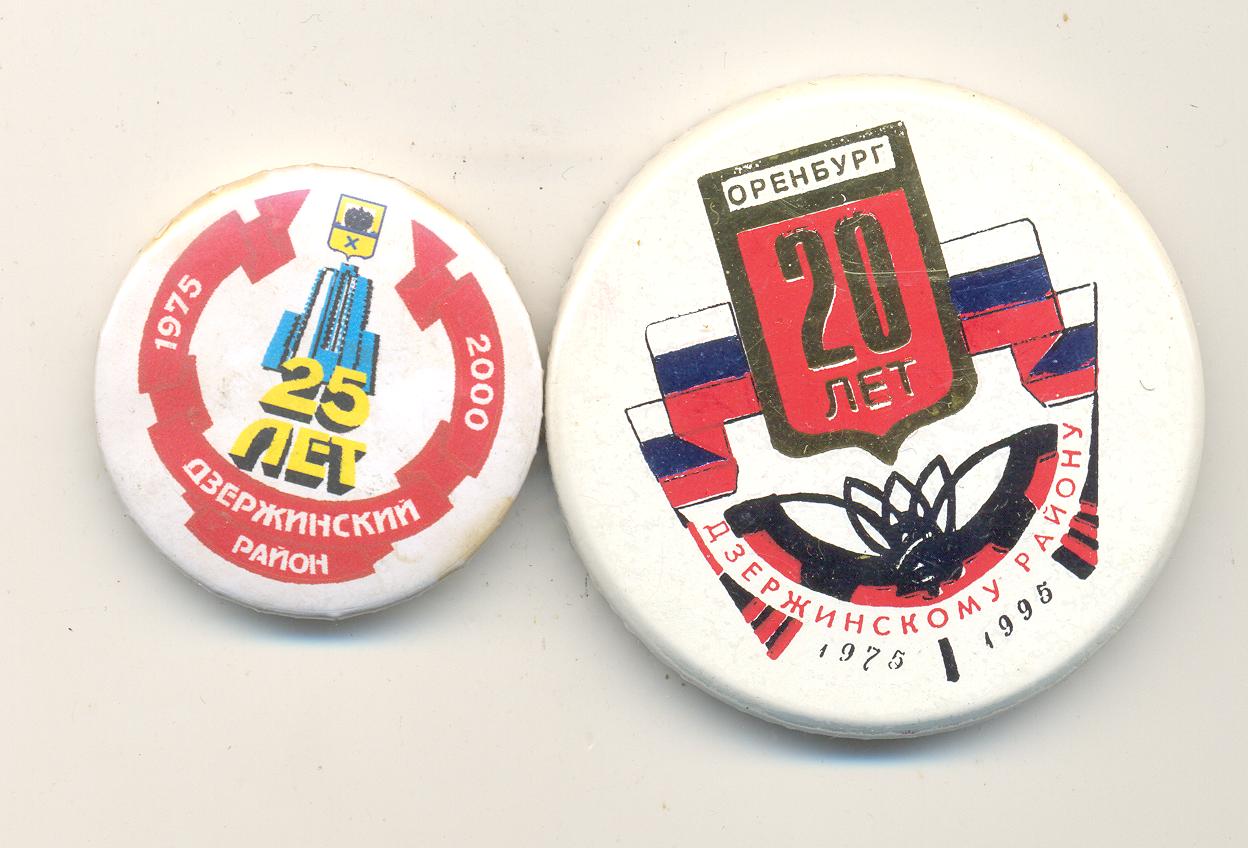 1975
2000
25
ЛЕТ
ДЗЕРЖИНСКИЙ
РАЙОН
ОРЕНБУРГ
20
ЛЕТ
ДЗЕРЖИНСКОМУ РАЙОНУ
1975 1995